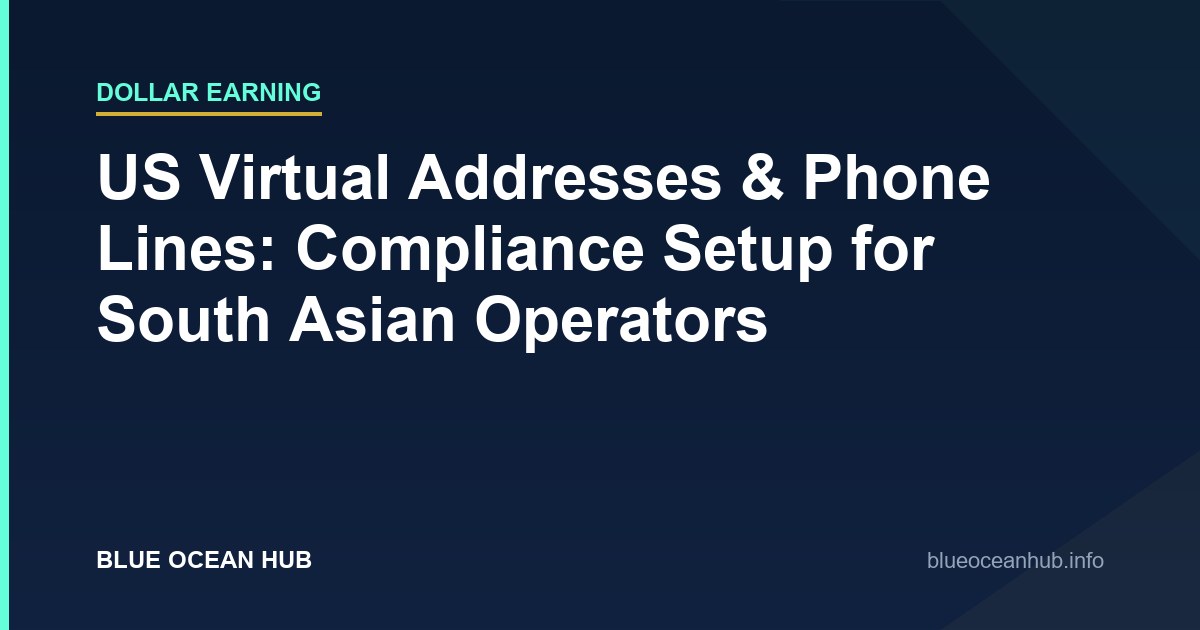 DOLLAR EARNING
US Virtual Addresses & Phone
Lines: Compliance Setup for
South Asian Operators
BLUE OCEAN HUB
blueoceanhub.info